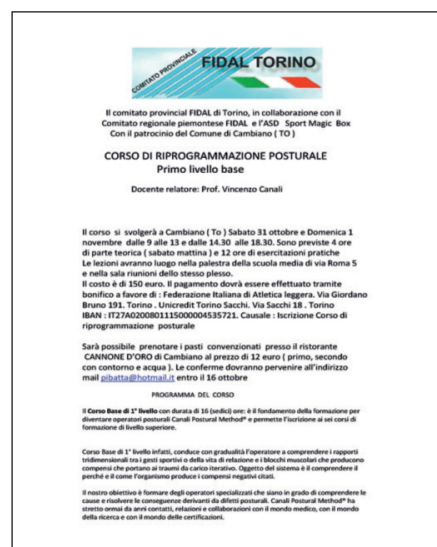 COMITATO PROVINCIALE
FIDAL TORINO
Il comitato provincial FIDAL di Torino, in collaborazione con il
Comitato regionale piemontese FIDAL e l'ASD Sport Magic Box
Con il patrocinio del Comune di Cambiano ( TO )
CORSO DI RIPROGRAMMAZIONE POSTURALE
Primo livello base
Docente relatore: Prof. Vincenzo Canali
Il corso si svolgerà a Cambiano ( To ) Sabato 31 ottobre e Domenica 1
novembre dalle 9 alle 13 e dalle 14.30 alle 18.30. Sono previste 4 ore
di parte teorica ( sabato mattina ) e 12 ore di esercitazioni pratiche
Le lezioni avranno luogo nella palestra della scuola media di via Roma 5
e nella sala riunioni dello stesso plesso.
Il costo è di 150 euro. Il pagamento dovrà essere effettuato tramite
bonifico a favore di : Federazione Italiana di Atletica leggera. Via Giordano
Bruno 191. Torino . Unicredit Torino Sacchi. Via Sacchi 18 . Torino
IBAN : IT27A0200801115000004535721. Causale : Iscrizione Corso di
riprogrammazione posturale
Sarà possibile prenotare i pasti convenzionati presso il ristorante
CANNONE D'ORO di Cambiano al prezzo di 12 euro ( primo, secondo
con contorno e acqua ). Le conferme dovranno pervenire all'indirizzo
mail pibatta@hotmail.it entro il 16 ottobre
PROGRAMMA DEL CORSO
Il Corso Base di 1° livello con durata di 16 (sedici) ore: è il fondamento della formazione per
diventare operatori posturali Canali Postural Method® e permette l'iscrizione ai sei corsi di
formazione di livello superiore.
Corso Base di 1° livello infatti, conduce con gradualità l'operatore a comprendere i rapporti
tridimensionali tra i gesti sportivi o della vita di relazione e i blocchi muscolari che producono
compensi che portano ai traumi da carico iterativo. Oggetto del sistema è il comprendere il
perché e il come l'organismo produce i compensi negativi citati.
Il nostro obiettivo è formare degli operatori specializzati che siano in grado di comprendere le
cause e risolvere le conseguenze derivanti da difetti posturali. Canali Postural Method® ha
stretto ormai da anni contatti, relazioni e collaborazioni con il mondo medico, con il mondo
della ricerca e con il mondo delle certificazioni.